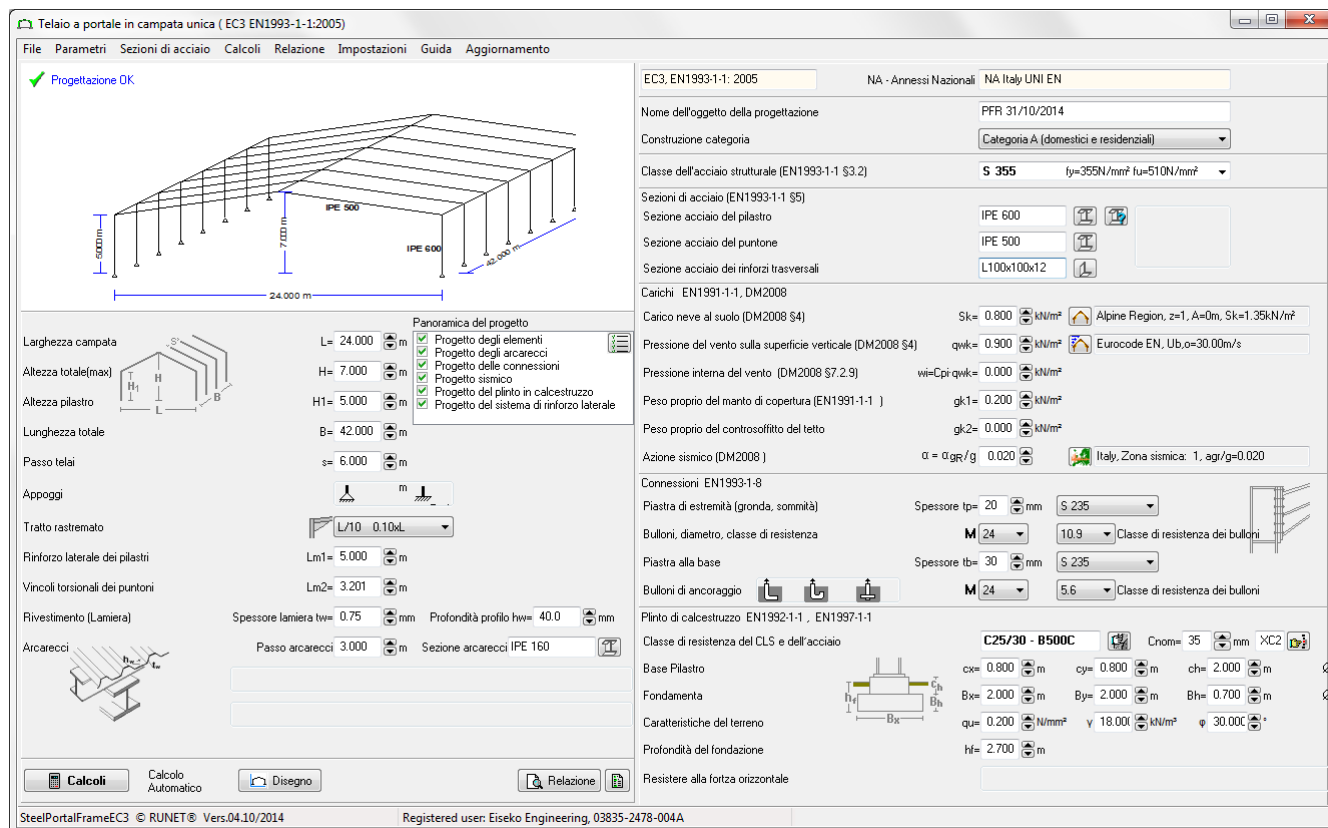 Telaio a portale in campata unica ( EC3 EN1993-1-1:2005)
File Parametri Sezioni di acciaio Calcoli Relazione Impostazioni Guida Aggiornamento
Progettazione OK
IPE 500
IPE 600
5.000 m
7.000 m
42.000 m
24.000 m
Panoramica del progetto
Progetto degli elementi
Progetto degli arcarecci
Progetto delle connessioni
Progetto sismico
Progetto del plinto in calcestruzzo
Progetto del sistema di rinforzo laterale
Larghezza campata L= 24.000 m
Altezza totale(max) H= 7.000 m
Altezza pilastro H1= 5.000 m
Lunghezza totale B= 42.000 m
S
H
H1
B
L
Passo telai s= 6.000 m
Appoggi m
Tratto rastremato L/10 0.10xL
Rinforzo laterale dei pilastri Lm1= 5.000 m
Vincoli torsionali dei puntoni Lm2= 3.201 m
Rivestimento (Lamiera) Spessore lamiera tw= 0.75 mm Profondità profilo hw= 40.0 mm
Arcarecci Passo arcarecci 3.000 m Sezione arcarecci IPE 160
hw tw
Calcoli Calcolo Automatico Disegno Relazione
EC3, EN1993-1-1: 2005 NA - Annessi Nazionali NA Italy UNI EN
Nome dell'oggetto della progettazione PFR 31/10/2014
Construzione categoria Categoria A (domestici e residenziali)
Classe dell'acciaio strutturale (EN1993-1-1 §3.2) S 355 fy=355N/mm² fu=510N/mm²
Sezioni di acciaio (EN1993-1-1 §5)
Sezione acciaio del pilastro IPE 600
Sezione acciaio del puntone IPE 500
Sezione acciaio dei rinforzi trasversali L100x100x12
Carichi EN1991-1-1, DM2008
Carico neve al suolo (DM2008 §4) Sk= 0.800 kN/m² Alpine Region, z=1, A=0m, Sk=1.35kN/m²
Pressione del vento sulla superficie verticale (DM2008 §4) qwk= 0.900 kN/m² Eurocode EN, Ub,o=30.00m/s
Pressione interna del vento (DM2008 §7.2.9) wi=Cpi·qwk= 0.000 kN/m²
Peso proprio del manto di copertura (EN1991-1-1 ) gk1= 0.200 kN/m²
Peso proprio del controsoffitto del tetto gk2= 0.000 kN/m²
Azione sismico (DM2008 ) α = αgR/g 0.020 Italy, Zona sismica: 1, agr/g=0.020
Connessioni EN1993-1-8
Piastra di estremità (gronda, sommità) Spessore tp= 20 mm S 235
Bulloni, diametro, classe di resistenza M 24 10.9 Classe di resistenza dei bulloni
Piastra alla base Spessore tb= 30 mm S 235
Bulloni di ancoraggio M 24 5.6 Classe di resistenza dei bulloni
Plinto di calcestruzzo EN1992-1-1 , EN1997-1-1
Classe di resistenza del CLS e dell'acciaio C25/30 - B500C Cnom= 35 mm XC2
Base Pilastro cx= 0.800 m cy= 0.800 m ch= 2.000 m
Fondamenta Bx= 2.000 m By= 2.000 m Bh= 0.700 m
hf Ch Bh Bx
Caratteristiche del terreno qu= 0.200 N/mm² γ 18.00( kN/m³ φ 30.00( °
Profondità del fondazione hf= 2.700 m
Resistere alla fortza orizzontale
SteelPortalFrameEC3 © RUNET® Vers.04.10/2014 Registered user: Eiseko Engineering, 03835-2478-004A